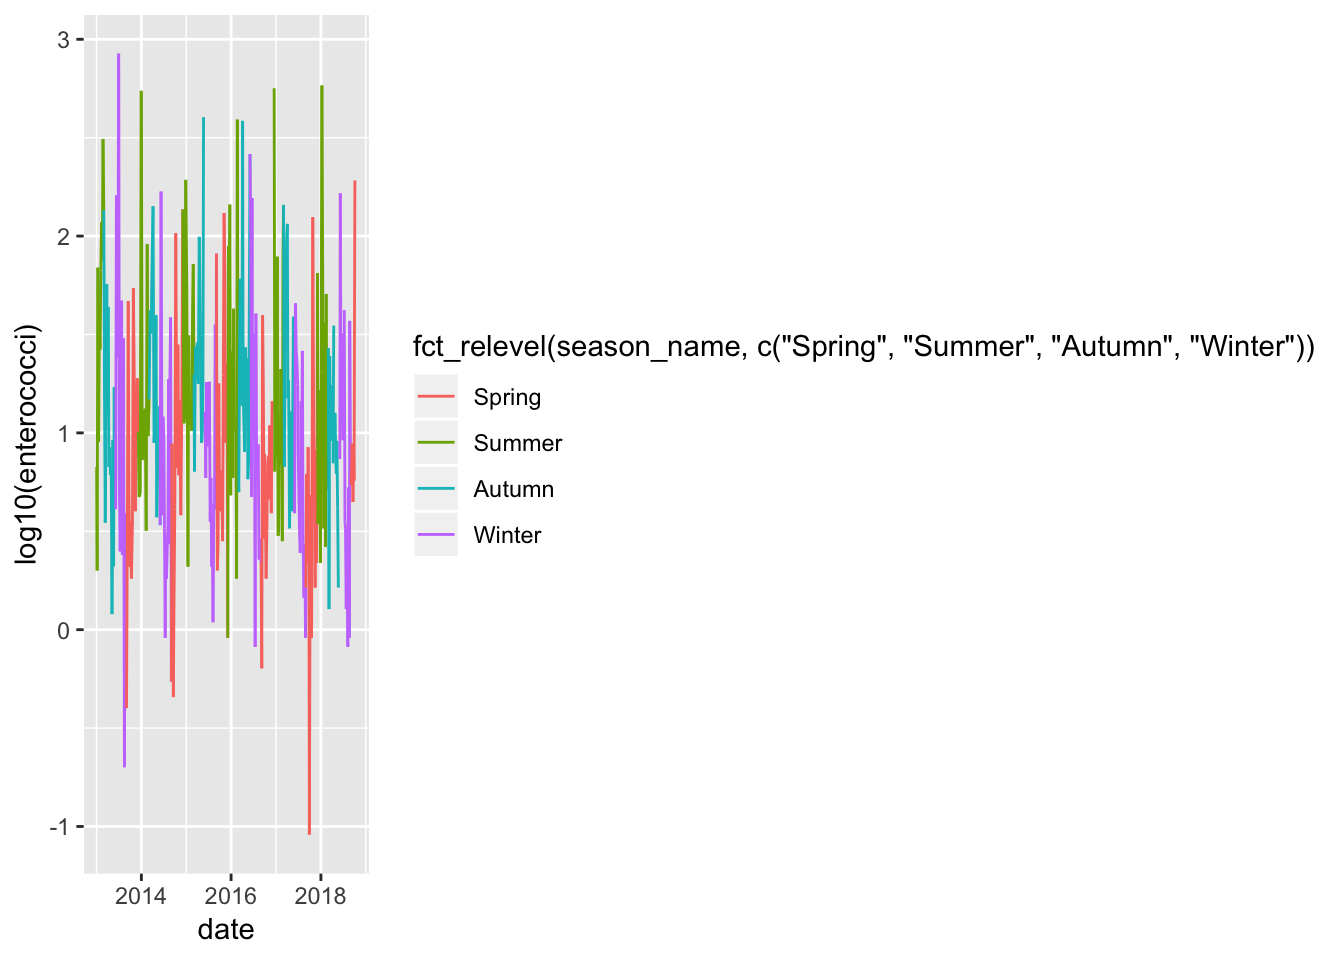 3
2
1
0
-1
log10(enterococci)
2014 2016 2018
date
fct_relevel(season_name, c("Spring", "Summer", "Autumn", "Winter"))
Spring
Summer
Autumn
Winter